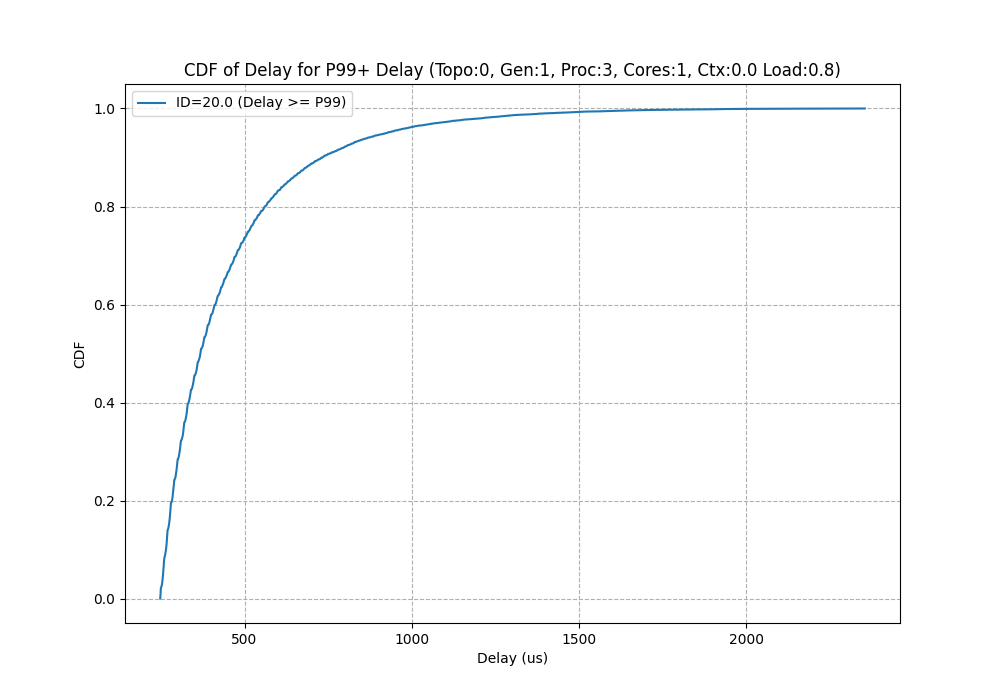 CDF of Delay for P99+ Delay (Topo:0, Gen:1, Proc:3, Cores:1, Ctx:0.0 Load:0.8)
ID=20.0 (Delay >= P99)
1.0
0.8
0.6
0.4
0.2
0.0
CDF
500 1000 1500 2000
Delay (us)